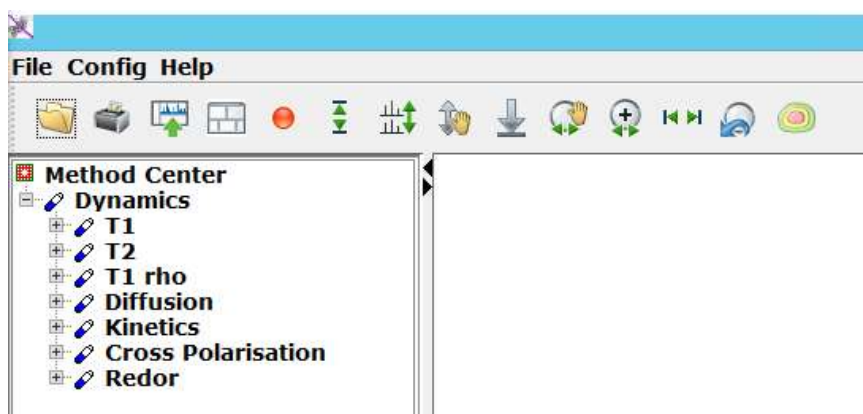 File Config Help
Method Center
Dynamics
T1
T2
T1 rho
Diffusion
Kinetics
Cross Polarisation
Redor